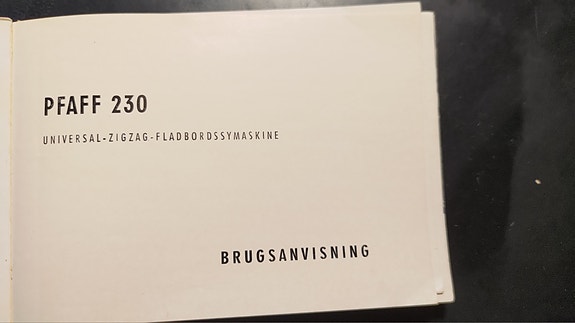 PFAFF 230
UNIVERSAL-ZIGZAG-FLADBORDSSYMASKINE
BRUGSANVISNING